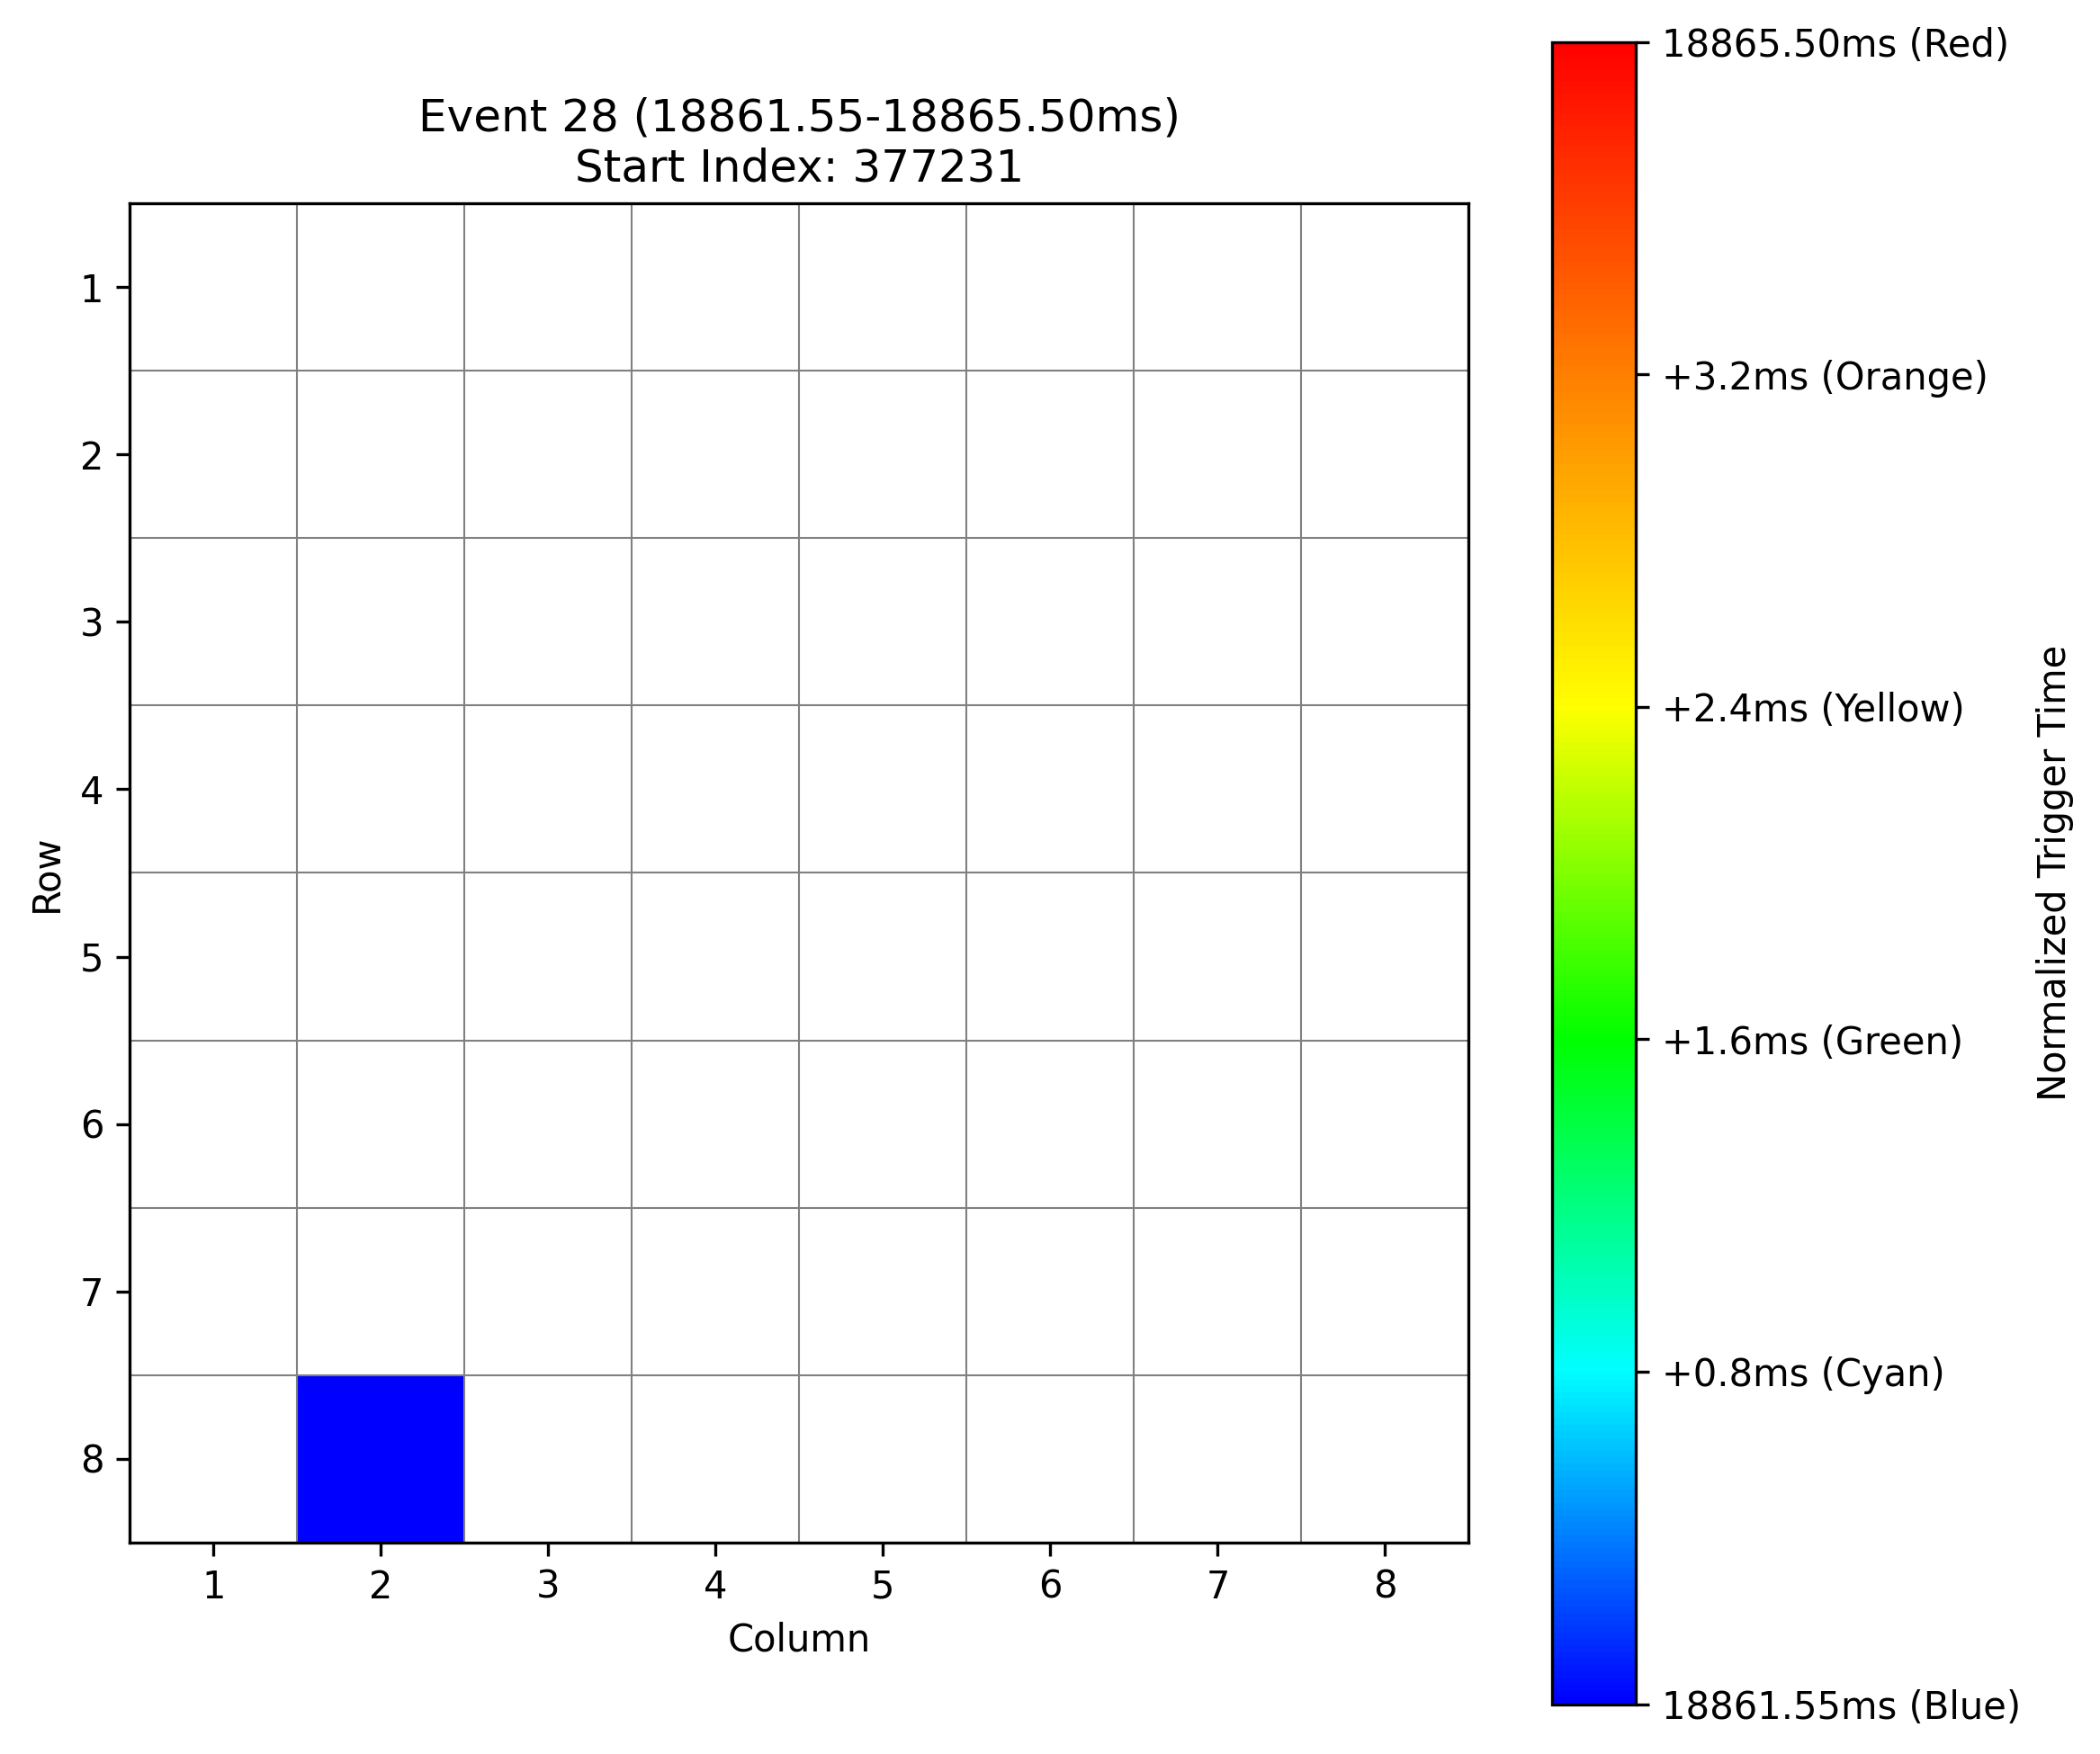 Event 28 (18861.55-18865.50ms)
Start Index: 377231
1
2
3
4
5
6
7
8
Row
1 2 3 4 5 6 7 8
Column
18865.50ms (Red)
+3.2ms (Orange)
+2.4ms (Yellow)
+1.6ms (Green)
+0.8ms (Cyan)
18861.55ms (Blue)
Normalized Trigger Time